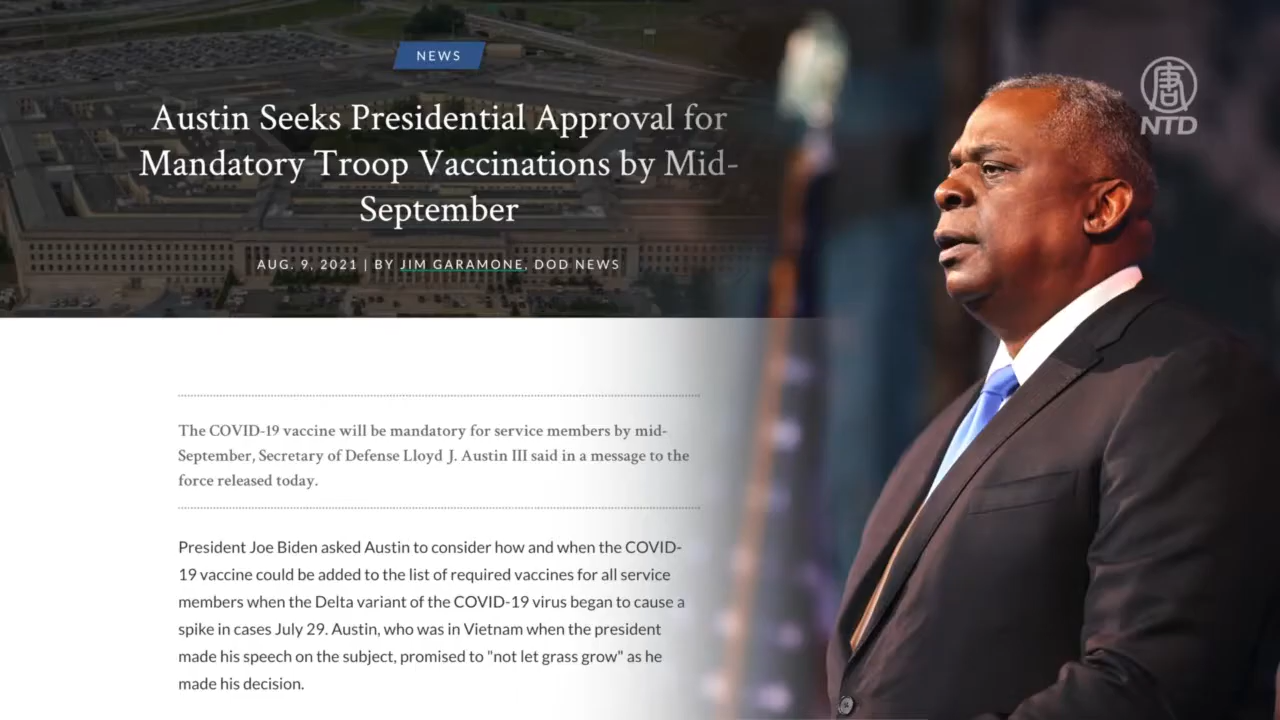 NEWS
Austin Seeks Presidential Approval for
Mandatory Troop Vaccinations by Mid-
September
AUG. 9, 2021 | BY JIM GARAMONE, DOD NEWS
唐
NTD
The COVID-19 vaccine will be mandatory for service members by mid-
September, Secretary of Defense Lloyd J. Austin III said in a message to the
force released today.
President Joe Biden asked Austin to consider how and when the COVID-
19 vaccine could be added to the list of required vaccines for all service
members when the Delta variant of the COVID-19 virus began to cause a
spike in cases July 29. Austin, who was in Vietnam when the president
made his speech on the subject, promised to "not let grass grow" as he
made his decision.